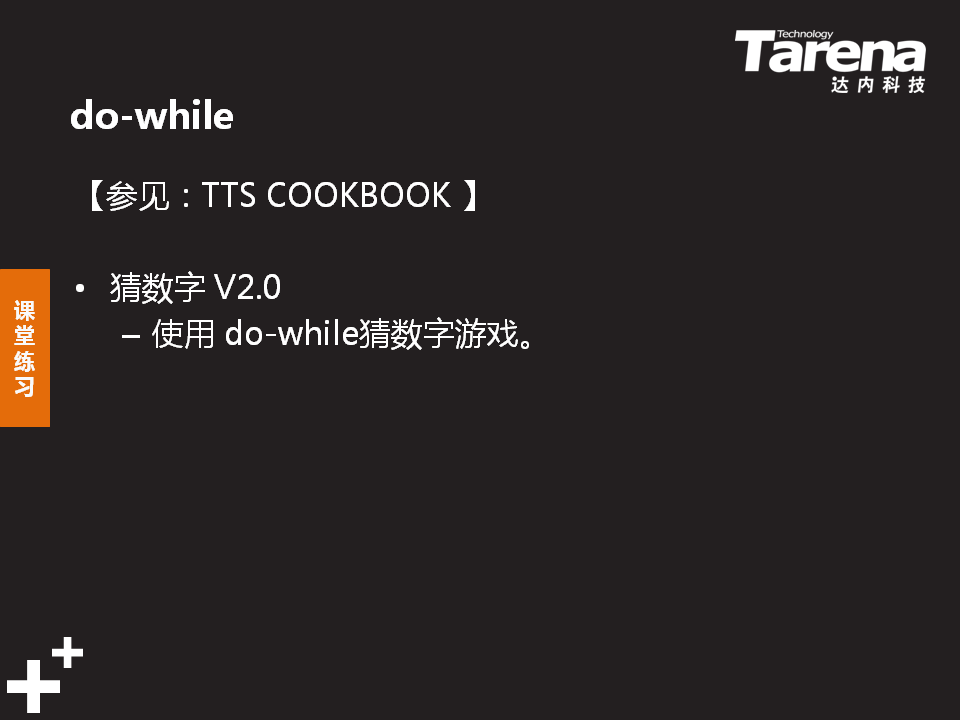 Technology
Tarena
达内科技
do-while
【参见：TTS COOKBOOK 】
• 猜数字 V2.0
– 使用 do-while猜数字游戏。
课堂练习